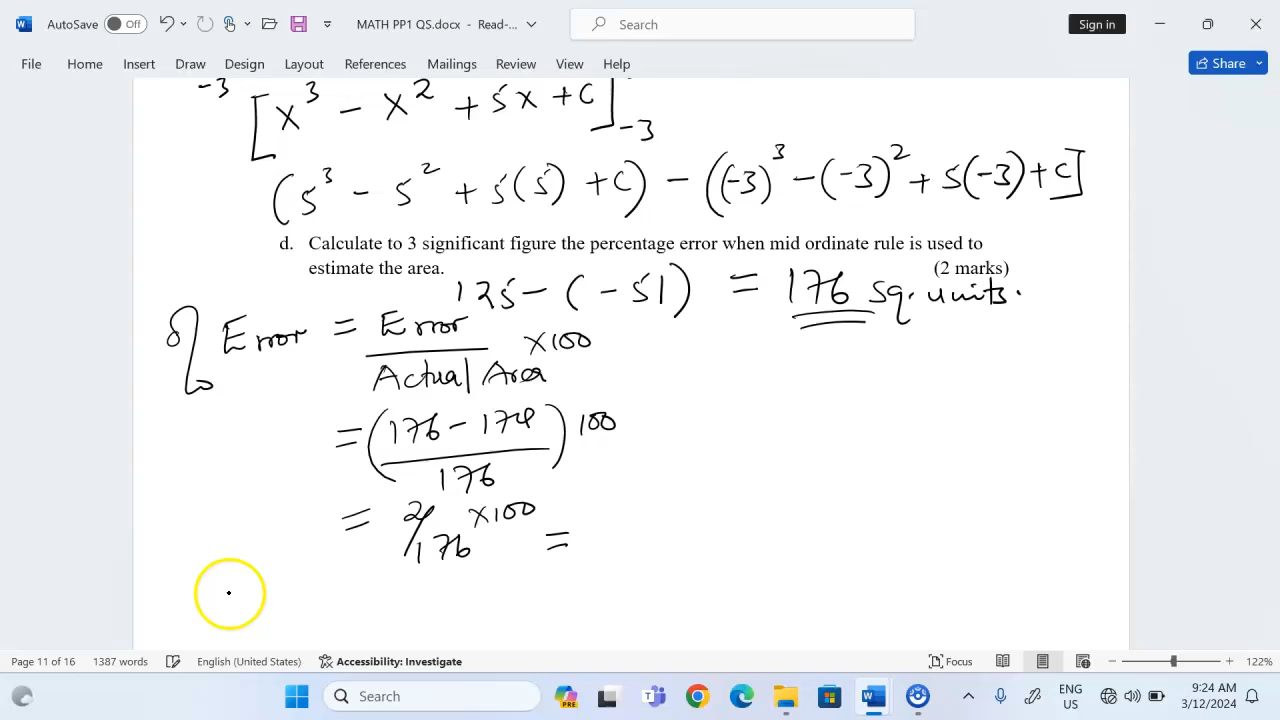 AutoSave Off MATH PP1 QS.docx - Read-... Search Sign in
File Home Insert Draw Design Layout References Mailings Review View Help Share
-3 [x³ - x² + 5x + c]₋₃
(5³ - 5² + 5(5) + c) - ((-3)³ - (-3)² + 5(-3) + c]
d. Calculate to 3 significant figure the percentage error when mid ordinate rule is used to
estimate the area. (2 marks)
125 - (-51) = 176 sq. units.
% Error = Error / Actual Area × 100
= (176 - 174 / 176) 100
= 2/176 × 100 =
Page 11 of 16 1387 words English (United States) Accessibility: Investigate Focus 122%
Search PRE ENG US 9:24 AM 3/12/2024